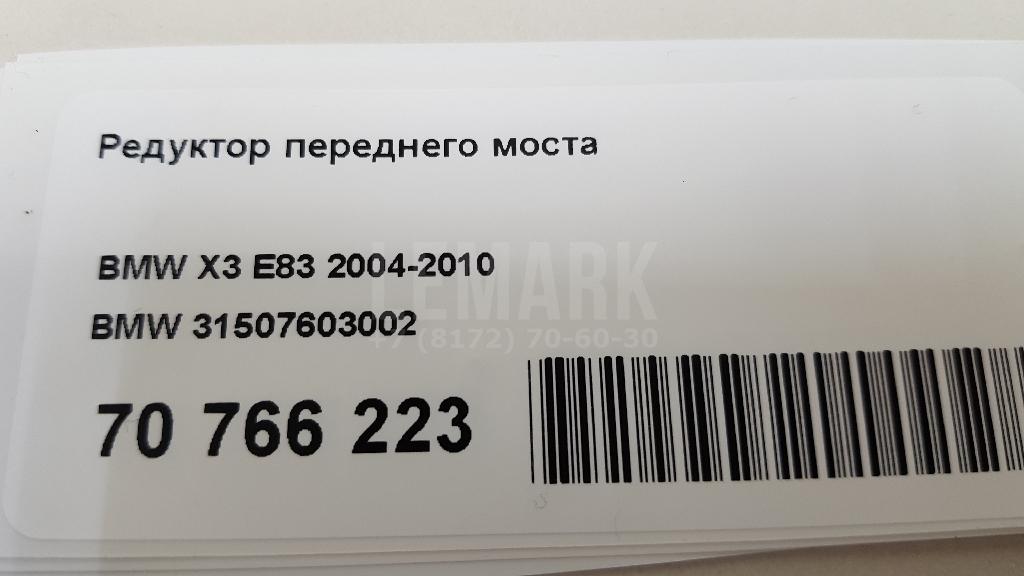 Редуктор переднего моста
BMW X3 E83 2004-2010
BMW 31507603002
70 766 223
LEMARK
+7 (8172) 70-60-30